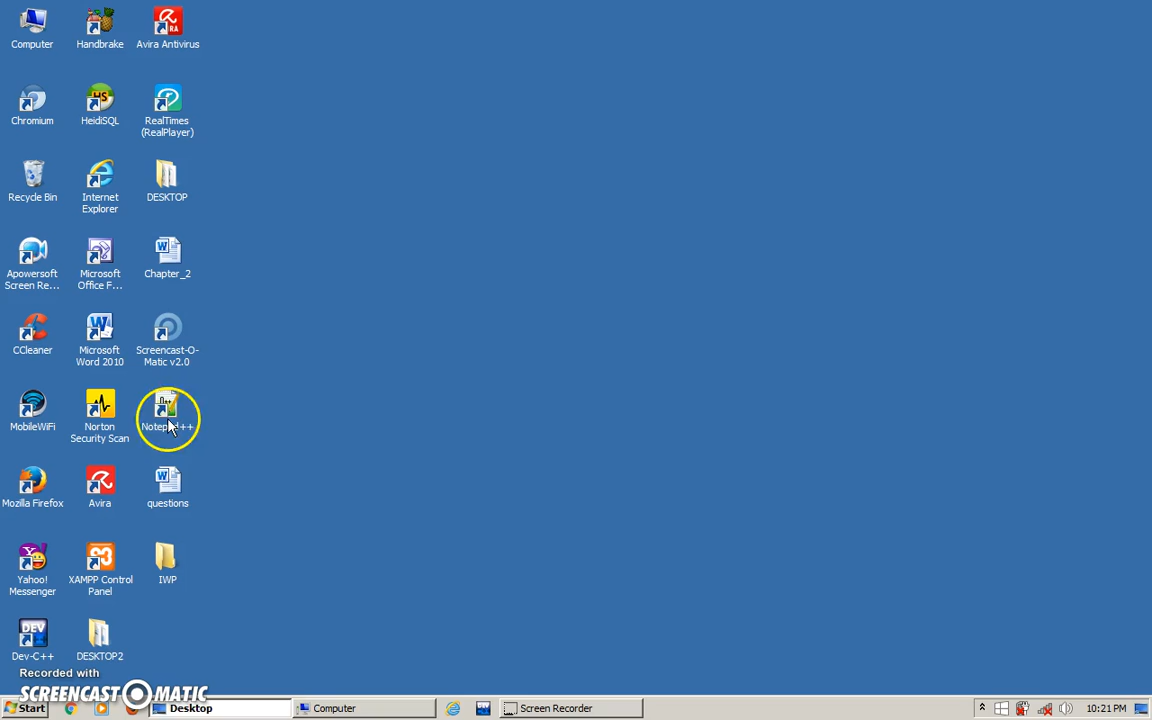 Computer
Handbrake
Avira Antivirus
Chromium
HeidiSQL
RealTimes
(RealPlayer)
Recycle Bin
Internet
Explorer
DESKTOP
Apowersoft
Screen Re...
Microsoft
Office F...
Chapter_2
CCleaner
Microsoft
Word 2010
Screencast-O-
Matic v2.0
MobileWiFi
Norton
Security Scan
Notepad++
Mozilla Firefox
Avira
questions
Yahoo!
Messenger
XAMPP Control
Panel
IWP
DEV
Dev-C++
DESKTOP2
Recorded with
SCREENCAST-O-MATIC
Start
Desktop
Computer
Screen Recorder
10:21 PM